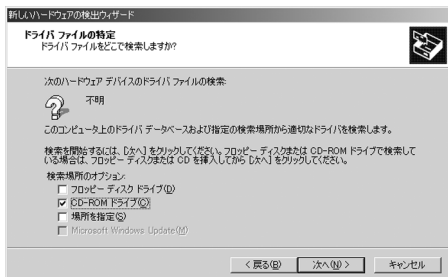 新しいハードウェアの検出ウィザード
ドライバ ファイルの特定
ドライバ ファイルをどこで検索しますか?
次のハードウェア デバイスのドライバ ファイルの検索:
不明
このコンピュータ上のドライバ データベースおよび指定の検索場所から適切なドライバを検索します。
検索を開始するには、[次へ] をクリックしてください。フロッピー ディスクまたは CD-ROM ドライブで検索して
いる場合は、フロッピー ディスクまたは CD を挿入してから [次へ] をクリックしてください。
検索場所のオプション:
フロッピー ディスク ドライブ(D)
CD-ROM ドライブ(C)
場所を指定(S)
Microsoft Windows Update(M)
< 戻る(B)
次へ(N) >
キャンセル